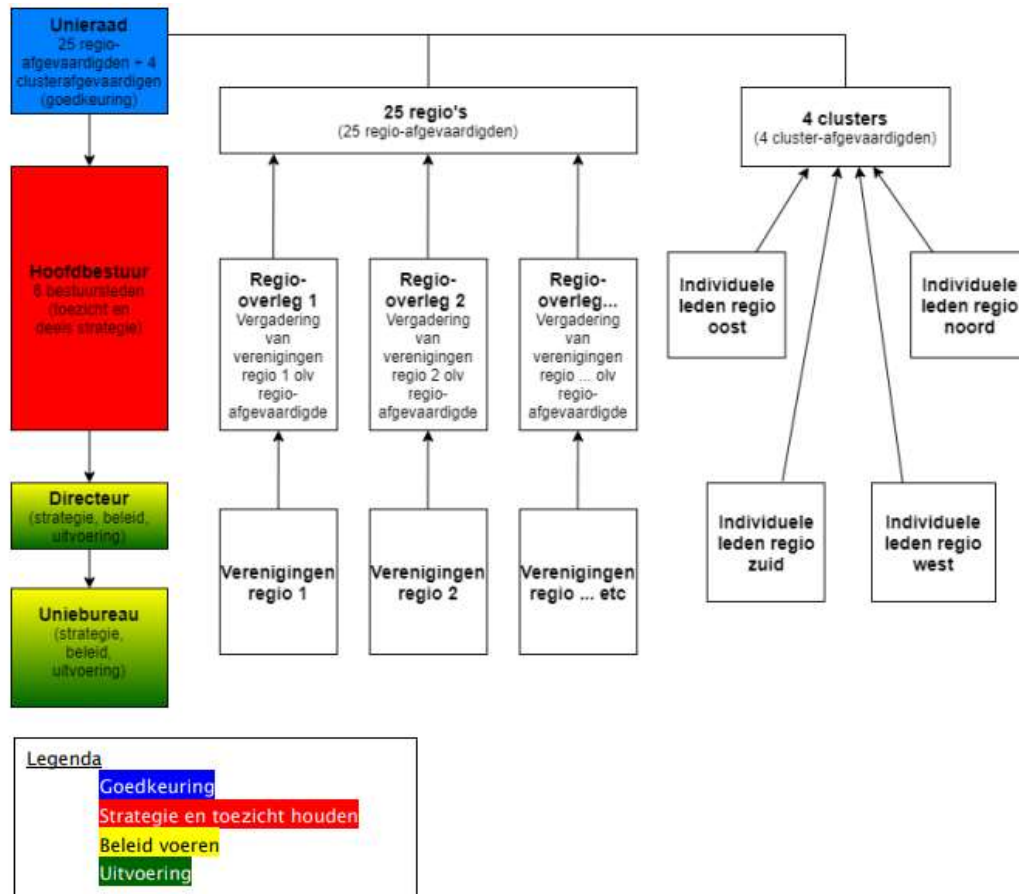 Unieraad
25 regio-
afgevaardigden + 4
clusterafgevaardigen
(goedkeuring)
25 regio's
(25 regio-afgevaardigden)
4 clusters
(4 cluster-afgevaardigden)
Hoofdbestuur
8 bestuursleden
(toezicht en
deels strategie)
Regio-
overleg 1
Vergadering
van
verenigingen
regio 1 olv
regio-
afgevaardigde
Regio-
overleg 2
Vergadering
van
verenigingen
regio 2 olv
regio-
afgevaardigde
Regio-
overleg...
Vergadering
van
verenigingen
regio ... olv
regio-
afgevaardigde
Individuele
leden regio
oost
Individuele
leden regio
noord
Directeur
(strategie, beleid,
uitvoering)
Verenigingen
regio 1
Verenigingen
regio 2
Verenigingen
regio ... etc
Individuele
leden regio
zuid
Individuele
leden regio
west
Uniebureau
(strategie,
beleid,
uitvoering)
Legenda
Goedkeuring
Strategie en toezicht houden
Beleid voeren
Uitvoering